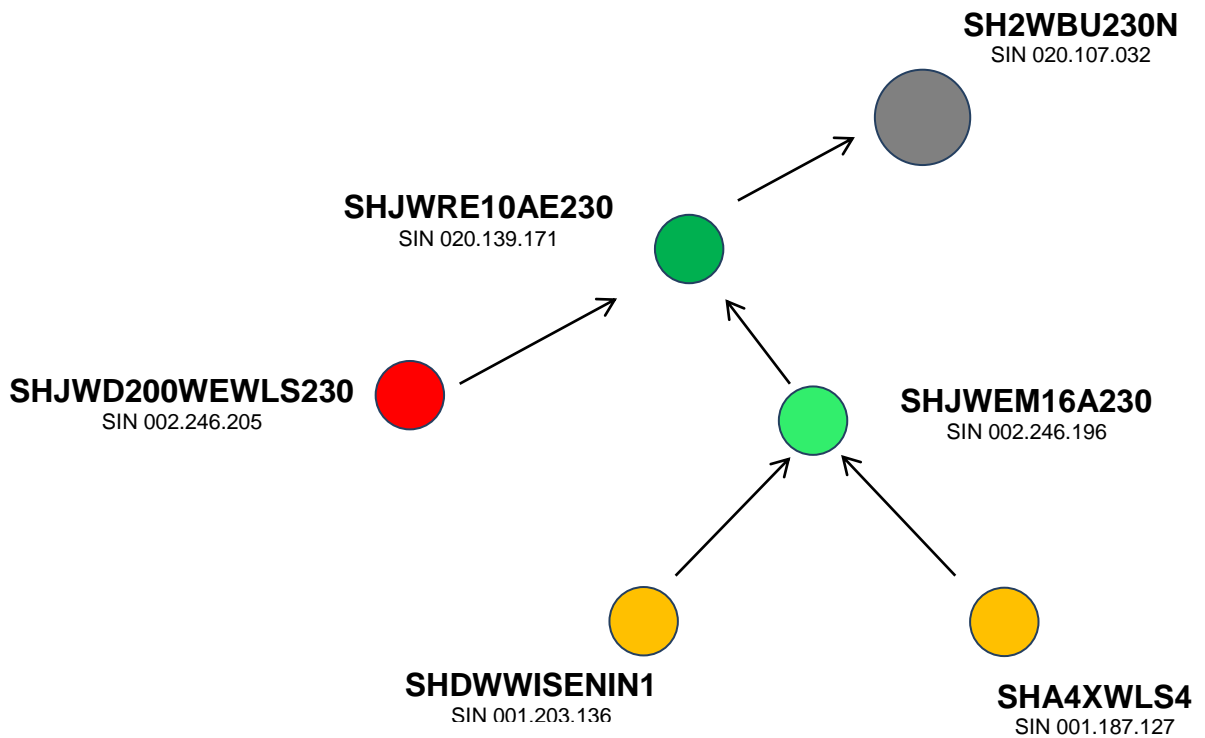 SH2WBU230N
SIN 020.107.032
SHJWRE10AE230
SIN 020.139.171
SHJWD200WEWLS230
SIN 002.246.205
SHJWEM16A230
SIN 002.246.196
SHDWWISENIN1
SIN 001.203.136
SHA4XWLS4
SIN 001.187.127